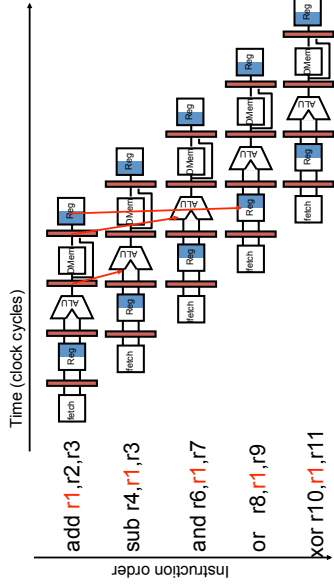 Time (clock cycles)
Instruction order
add r1,r2,r3
fetch Reg ALU DMem Reg
sub r4,r1,r3
fetch Reg ALU DMem Reg
and r6,r1,r7
fetch Reg ALU DMem Reg
or r8,r1,r9
fetch Reg ALU DMem Reg
xor r10,r1,r11
fetch Reg ALU DMem Reg